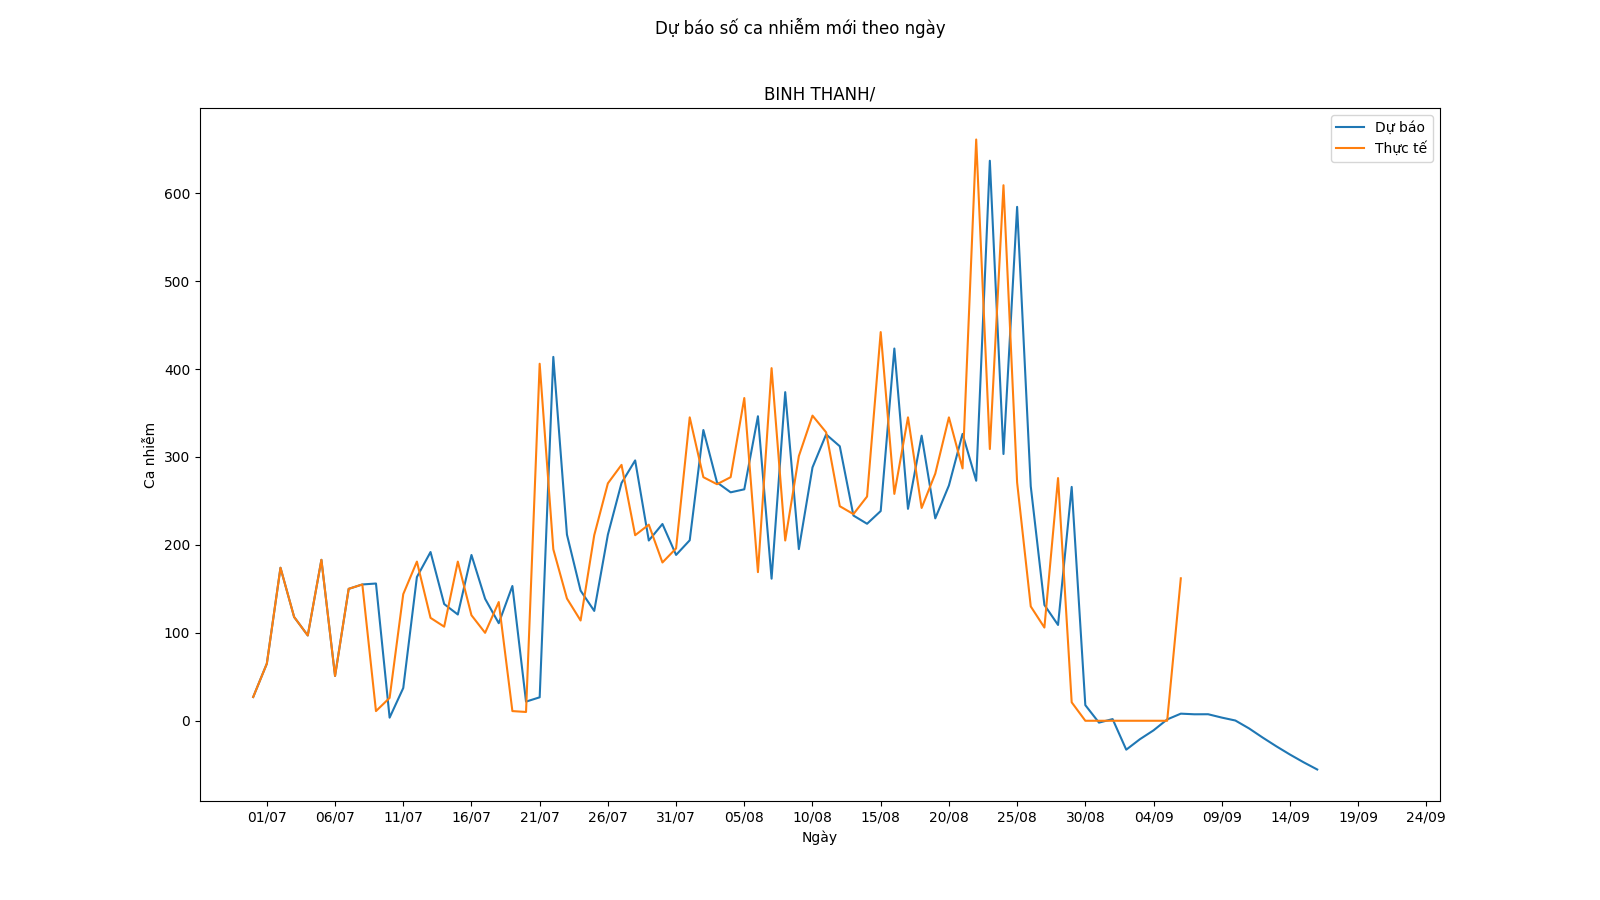 Dự báo số ca nhiễm mới theo ngày
BINH THANH/
Dự báo
Thực tế
600
500
400
300
200
100
0
Ca nhiễm
01/07 06/07 11/07 16/07 21/07 26/07 31/07 05/08 10/08 15/08 20/08 25/08 30/08 04/09 09/09 14/09 19/09 24/09
Ngày